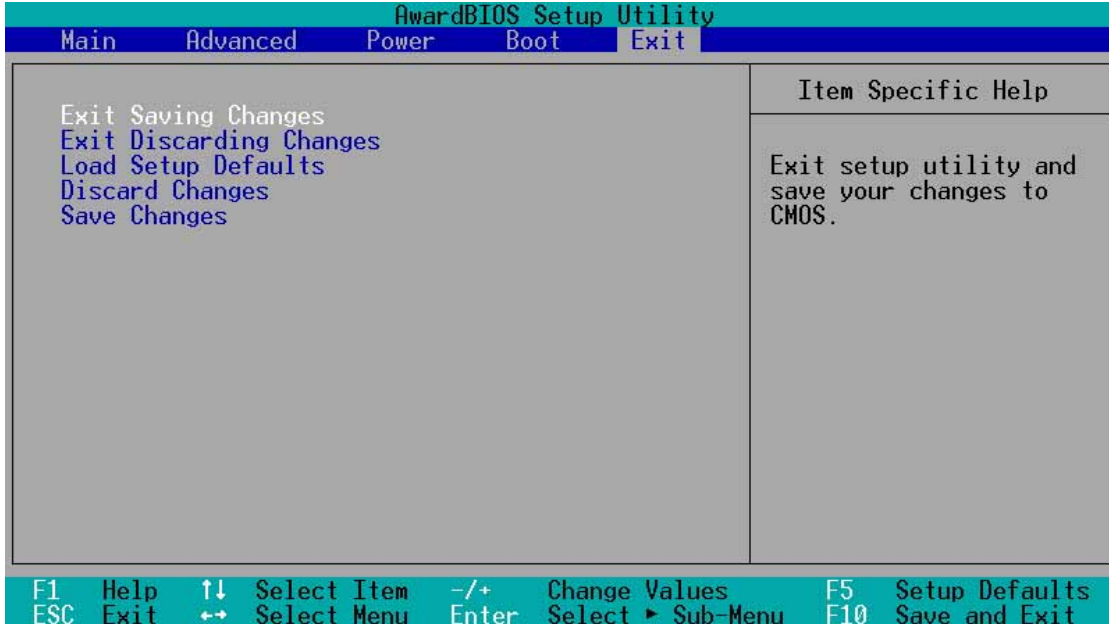 AwardBIOS Setup Utility
Main Advanced Power Boot Exit
Exit Saving Changes
Exit Discarding Changes
Load Setup Defaults
Discard Changes
Save Changes
Item Specific Help
Exit setup utility and
save your changes to
CMOS.
F1 Help ↑↓ Select Item -/+ Change Values F5 Setup Defaults
ESC Exit ←→ Select Menu Enter Select ► Sub-Menu F10 Save and Exit